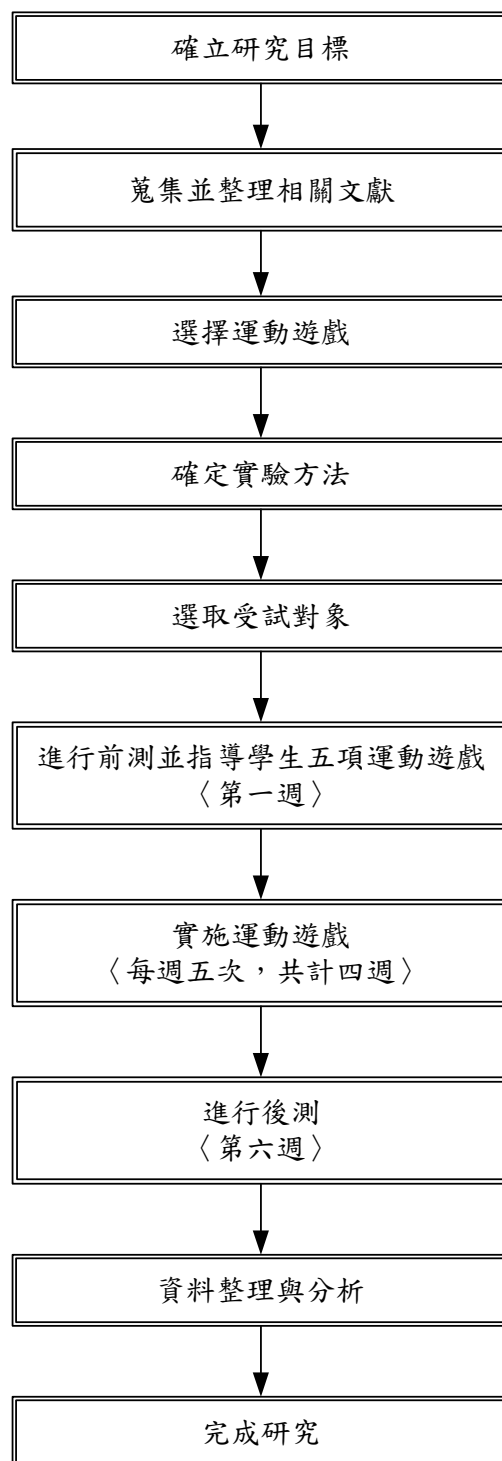 確立研究目標
蒐集並整理相關文獻
選擇運動遊戲
確定實驗方法
選取受試對象
進行前測並指導學生五項運動遊戲
〈第一週〉
實施運動遊戲
〈每週五次，共計四週〉
進行後測
〈第六週〉
資料整理與分析
完成研究